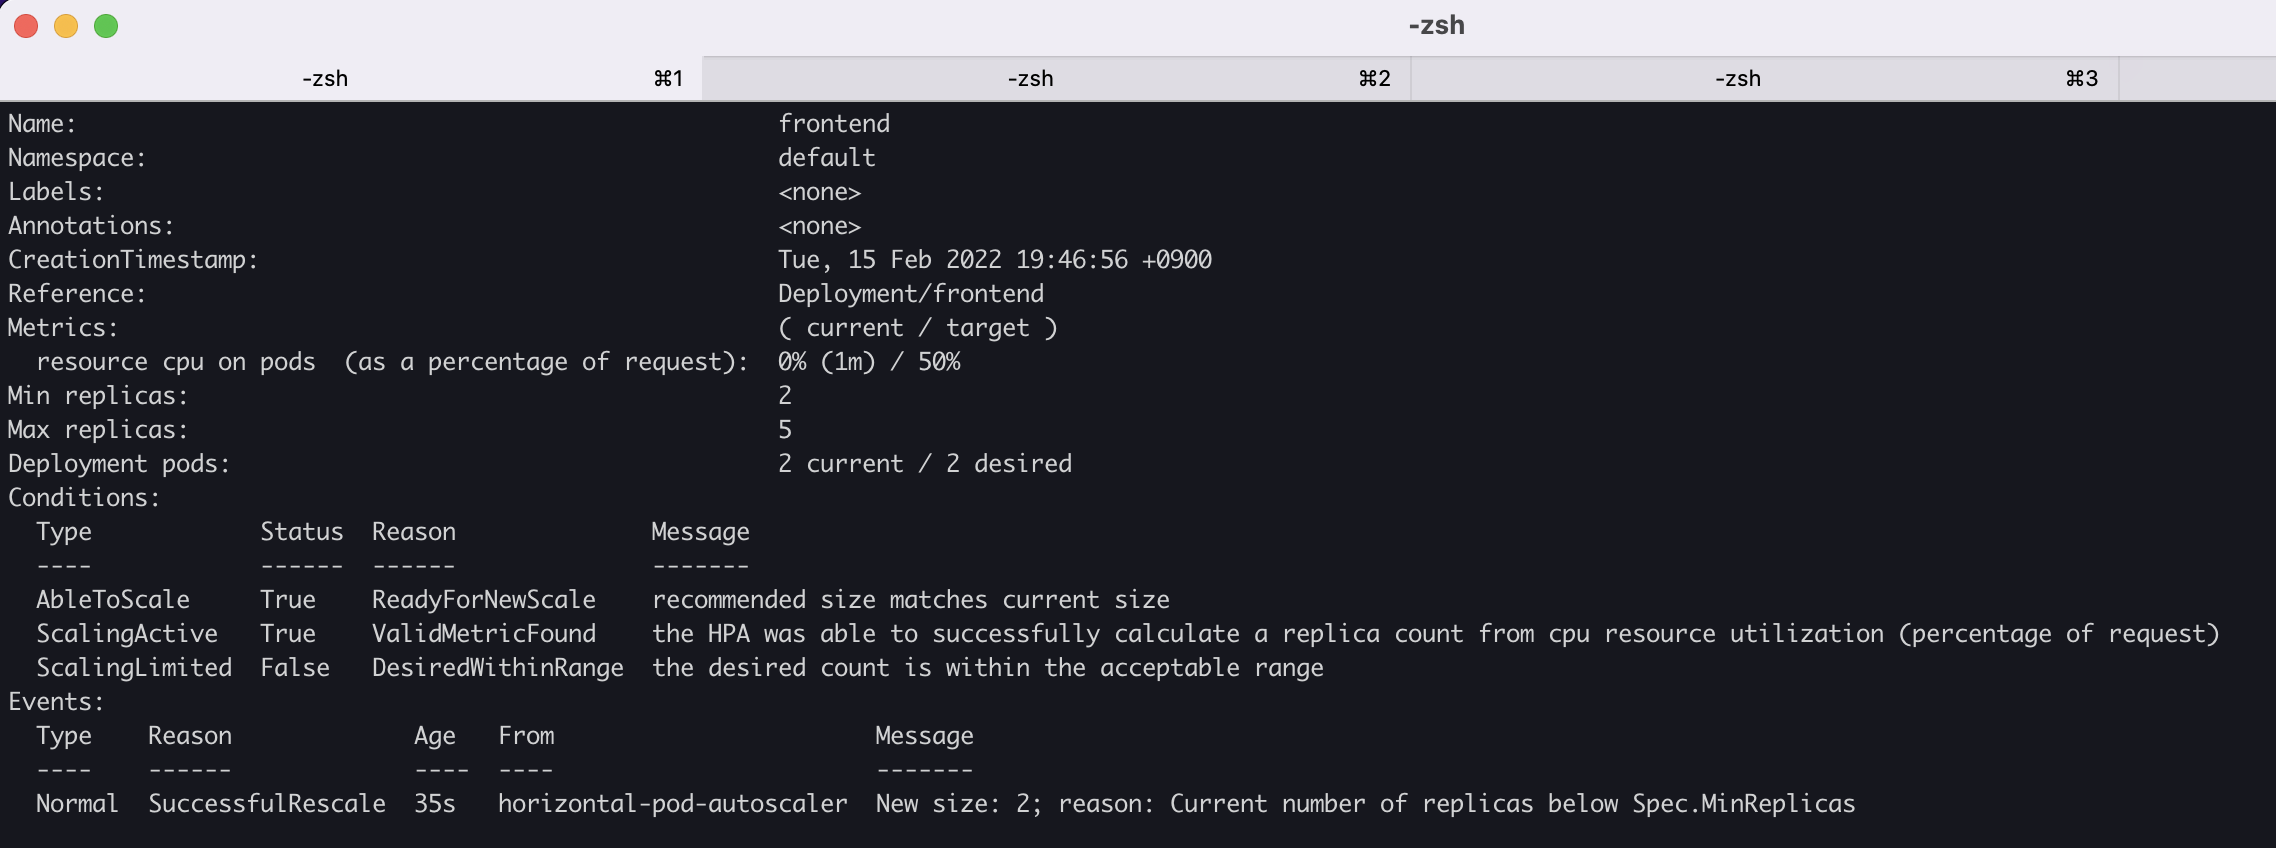 -zsh
-zsh ⌘1 -zsh ⌘2 -zsh ⌘3
Name: frontend
Namespace: default
Labels: <none>
Annotations: <none>
CreationTimestamp: Tue, 15 Feb 2022 19:46:56 +0900
Reference: Deployment/frontend
Metrics: ( current / target )
  resource cpu on pods  (as a percentage of request):  0% (1m) / 50%
Min replicas: 2
Max replicas: 5
Deployment pods: 2 current / 2 desired
Conditions:
  Type            Status  Reason              Message
  ----            ------  ------              -------
  AbleToScale     True    ReadyForNewScale    recommended size matches current size
  ScalingActive   True    ValidMetricFound    the HPA was able to successfully calculate a replica count from cpu resource utilization (percentage of request)
  ScalingLimited  False   DesiredWithinRange  the desired count is within the acceptable range
Events:
  Type    Reason             Age   From                       Message
  ----    ------             ----  ----                       -------
  Normal  SuccessfulRescale  35s   horizontal-pod-autoscaler  New size: 2; reason: Current number of replicas below Spec.MinReplicas